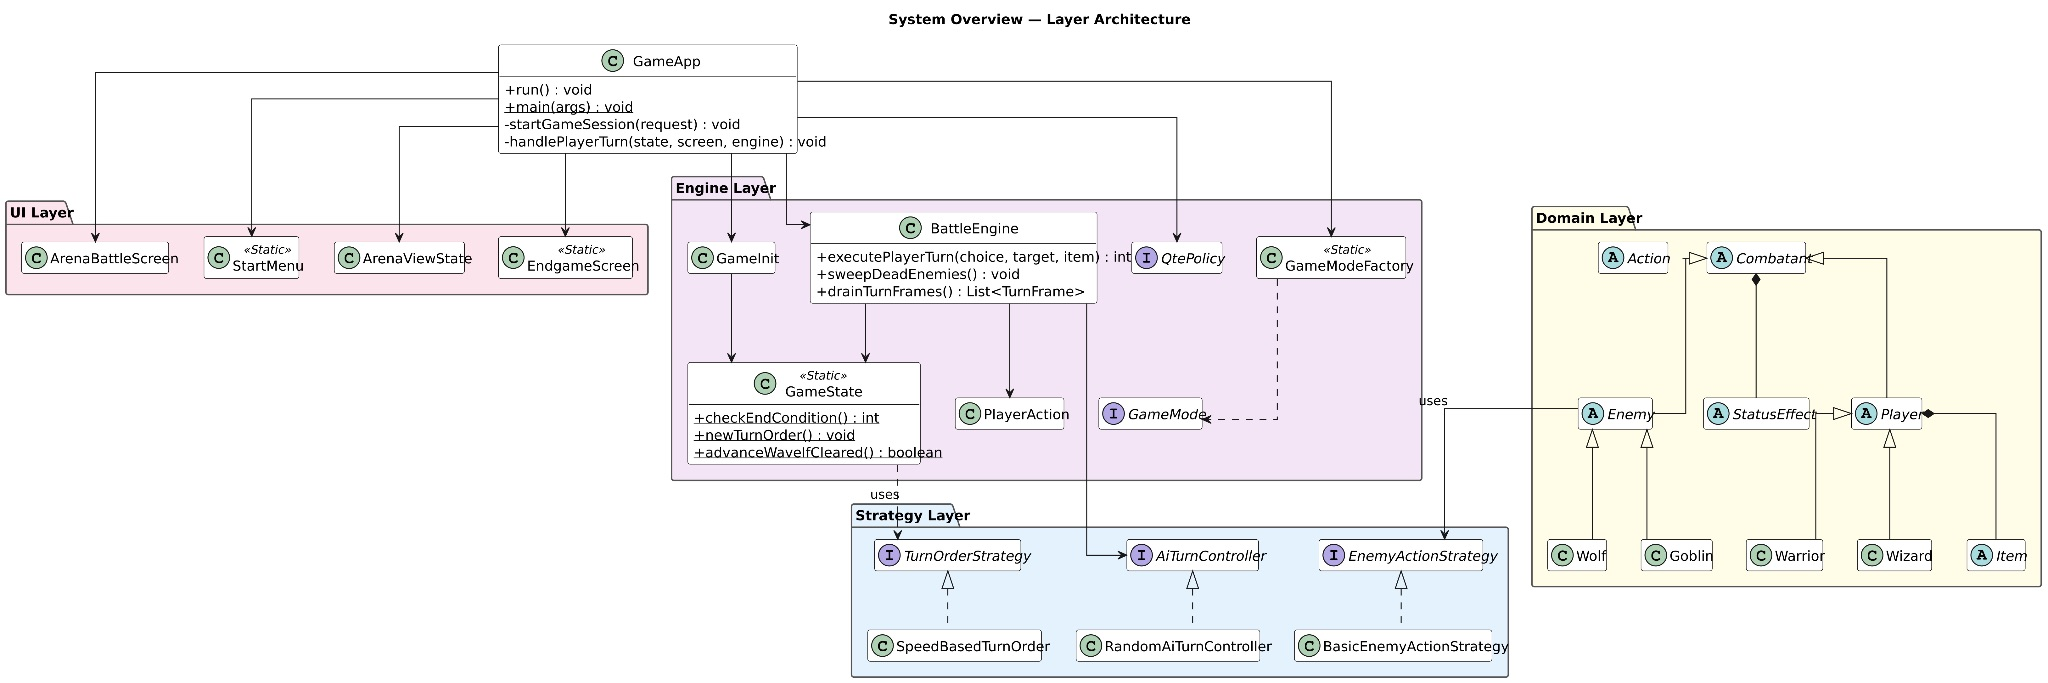 System Overview — Layer Architecture
C GameApp
+run() : void
+main(args) : void
-startGameSession(request) : void
-handlePlayerTurn(state, screen, engine) : void
UI Layer
C ArenaBattleScreen
C «Static»
StartMenu
C ArenaViewState
C «Static»
EndgameScreen
Engine Layer
C GameInit
C BattleEngine
+executePlayerTurn(choice, target, item) : int
+sweepDeadEnemies() : void
+drainTurnFrames() : List<TurnFrame>
I QtePolicy
C «Static»
GameModeFactory
C «Static»
GameState
+checkEndCondition() : int
+newTurnOrder() : void
+advanceWaveIfCleared() : boolean
C PlayerAction
I GameMode
uses
uses
Strategy Layer
I TurnOrderStrategy
I AiTurnController
I EnemyActionStrategy
C SpeedBasedTurnOrder
C RandomAiTurnController
C BasicEnemyActionStrategy
Domain Layer
A Action
A Combatant
A Enemy
A StatusEffect
A Player
C Wolf
C Goblin
C Warrior
C Wizard
A Item